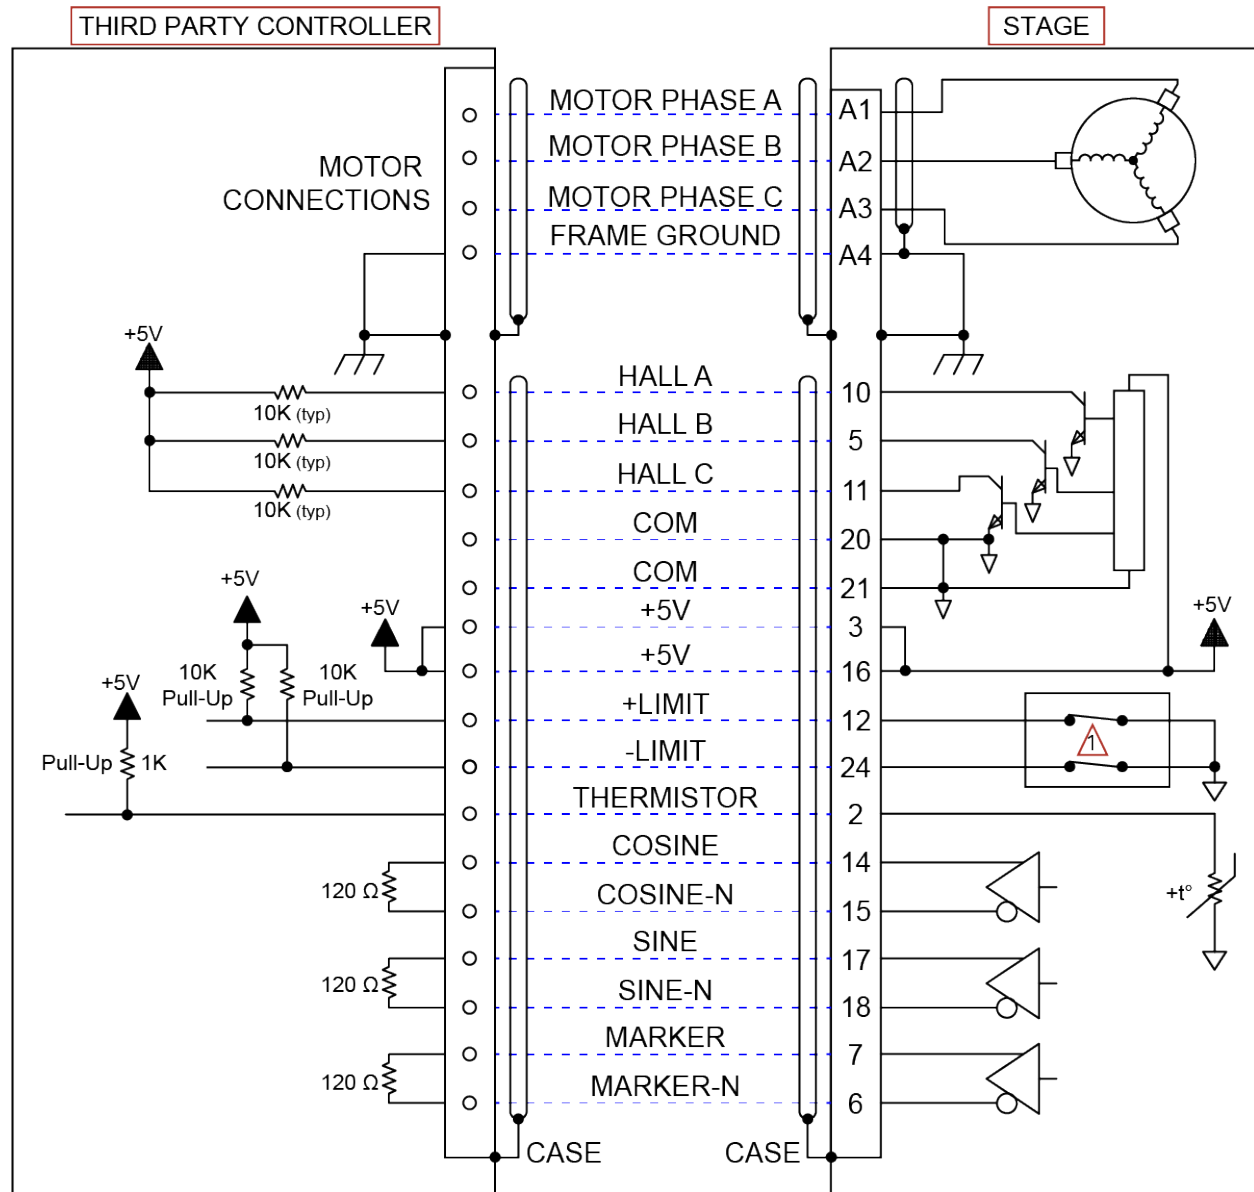 THIRD PARTY CONTROLLER
STAGE
MOTOR
CONNECTIONS
MOTOR PHASE A
A1
MOTOR PHASE B
A2
MOTOR PHASE C
A3
FRAME GROUND
A4
+5V
10K (typ)
10K (typ)
10K (typ)
HALL A
10
HALL B
5
HALL C
11
COM
20
COM
21
+5V
3
+5V
16
+5V
+5V
+5V
10K
Pull-Up
10K
Pull-Up
+5V
Pull-Up 1K
+LIMIT
12
-LIMIT
24
1
THERMISTOR
2
+t°
COSINE
14
120 Ω
COSINE-N
15
SINE
17
120 Ω
SINE-N
18
MARKER
7
120 Ω
MARKER-N
6
CASE
CASE